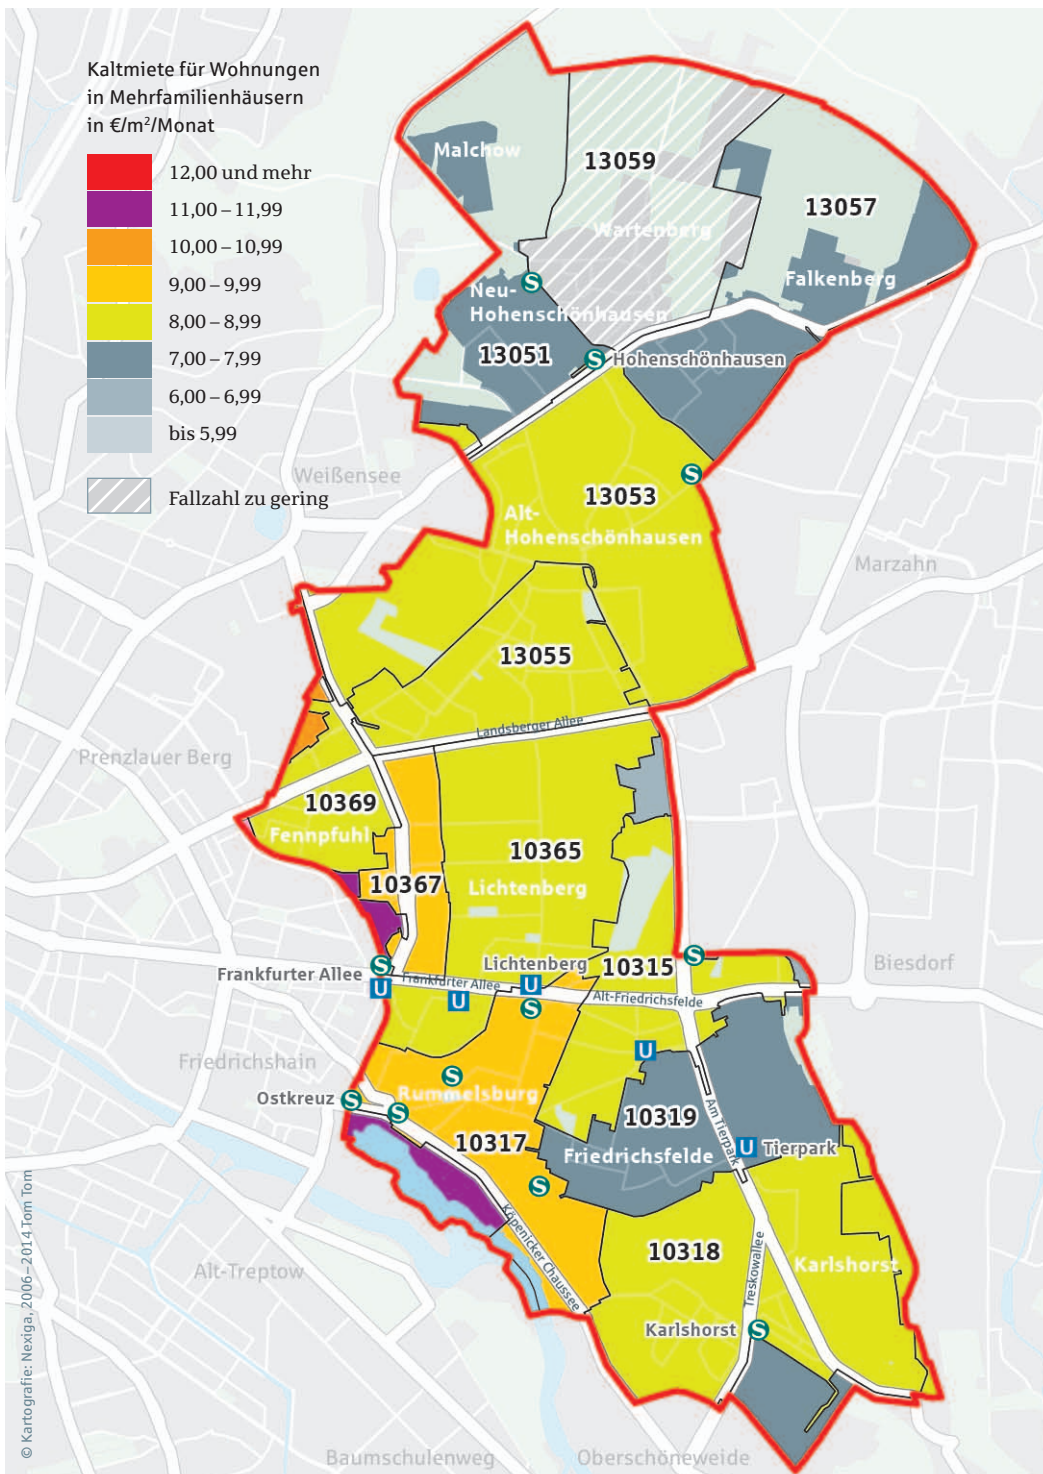 Kaltmiete für Wohnungen
in Mehrfamilienhäusern
in €/m²/Monat
12,00 und mehr
11,00 – 11,99
10,00 – 10,99
9,00 – 9,99
8,00 – 8,99
7,00 – 7,99
6,00 – 6,99
bis 5,99
Fallzahl zu gering
Malchow
13059
13057
Wartenberg
Falkenberg
S
Neu-
Hohenschönhausen
13051
S
Hohenschönhausen
Weißensee
S
13053
Alt-
Hohenschönhausen
Marzahn
13055
Landsberger Allee
Prenzlauer Berg
10369
Fennpfuhl
10365
10367
Lichtenberg
S
Frankfurter Allee
U
Frankfurter Allee
U
Lichtenberg
U
S
10315
S
Biesdorf
Alt-Friedrichsfelde
Friedrichshain
U
S
Rummelsburg
Ostkreuz
S
S
10319
Am Tierpark
10317
Friedrichsfelde
U
Tierpark
S
Köpenicker Chaussee
10318
Treskowallee
Karlshorst
Alt-Treptow
Karlshorst
S
Baumschulenweg
Oberschöneweide
© Kartografie: Nexiga, 2006 – 2014 Tom Tom